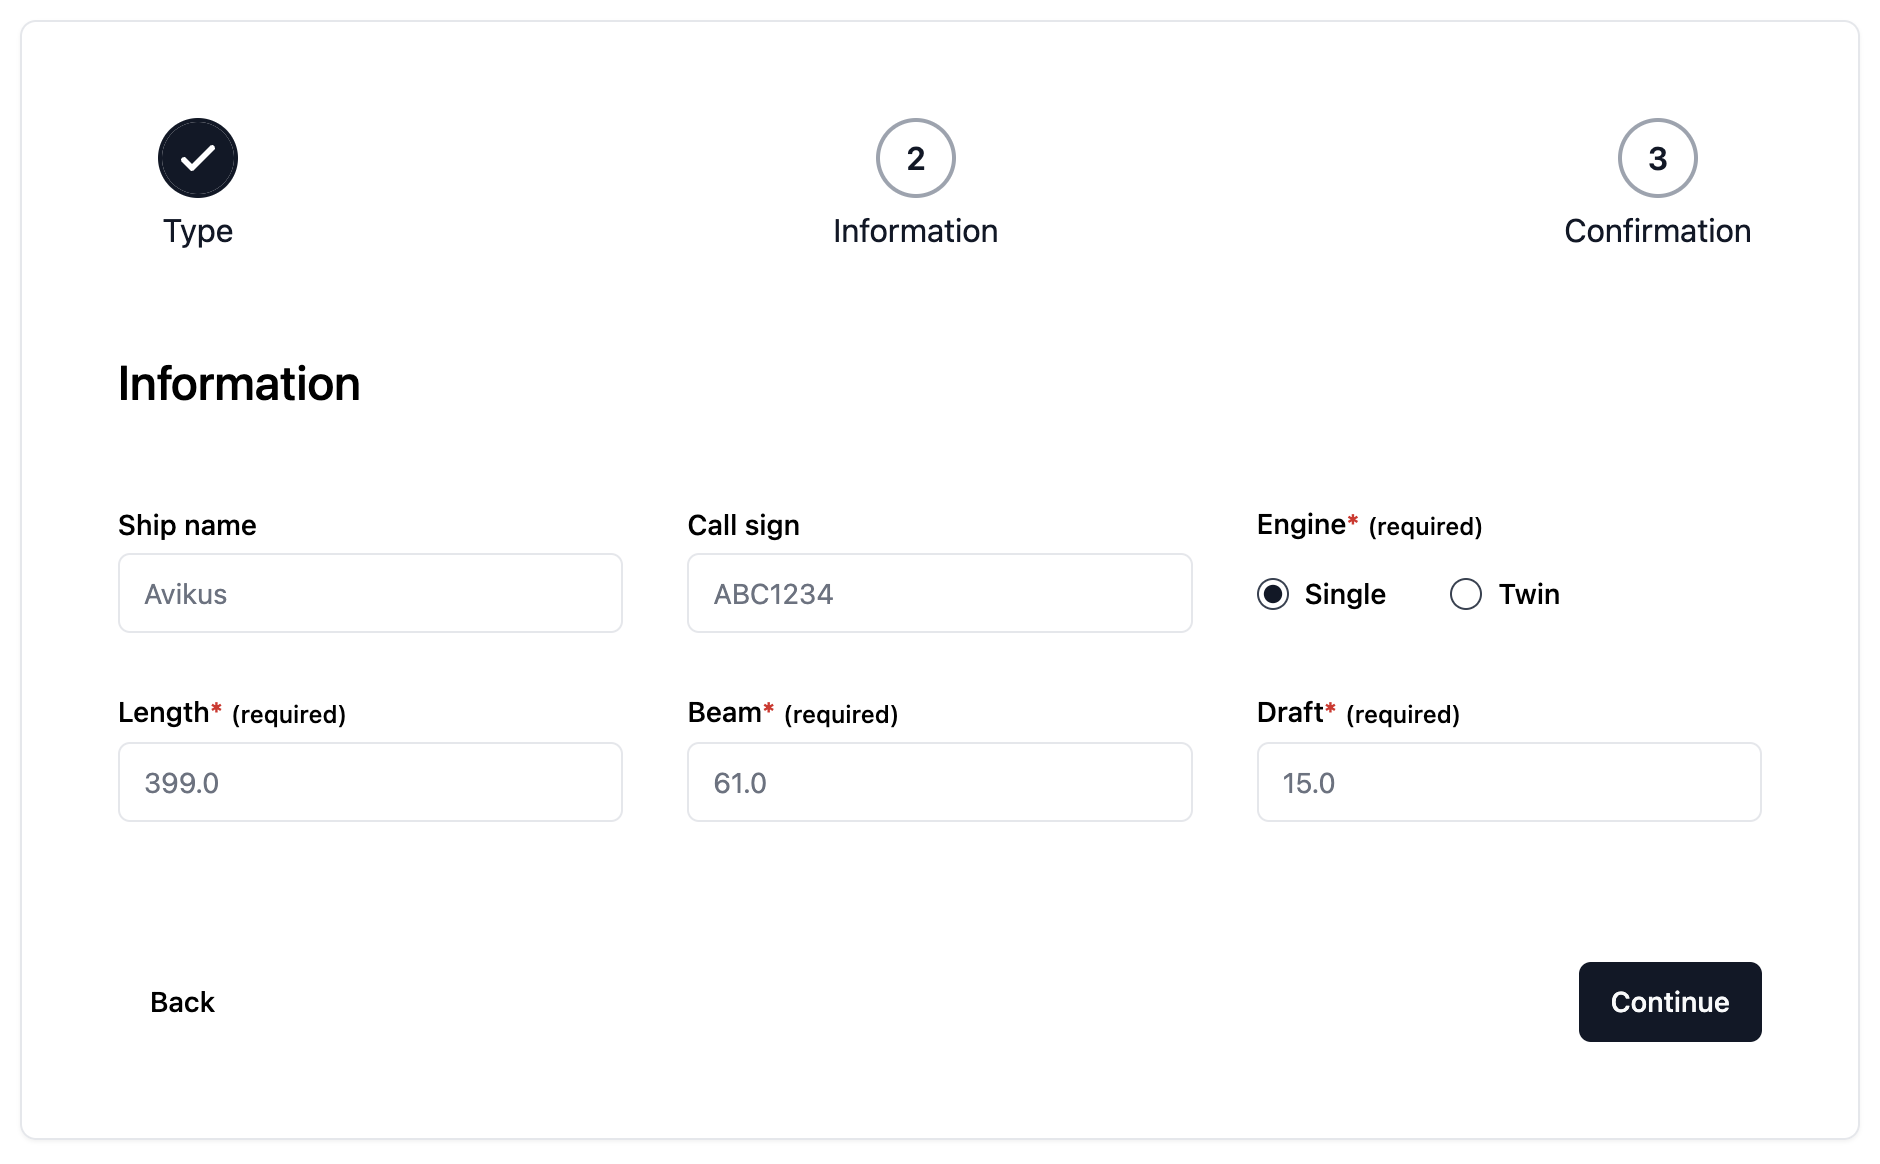 2
3
Type
Information
Confirmation
Information
Ship name
Call sign
Engine* (required)
Avikus
ABC1234
Single
Twin
Length* (required)
Beam* (required)
Draft* (required)
399.0
61.0
15.0
Back
Continue